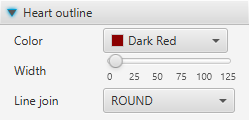 Heart outline
Color Dark Red
Width
0 25 50 75 100 125
Line join ROUND